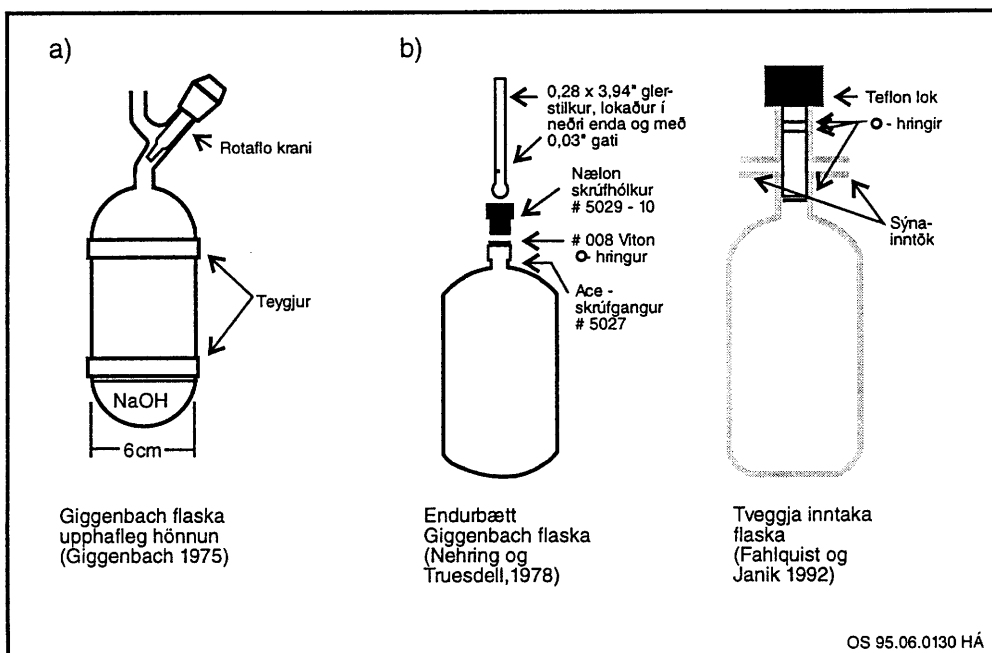 a)
Rotaflo krani
Teygjur
NaOH
6cm
Giggenbach flaska
upphafleg hönnun
(Giggenbach 1975)
b)
0,28 x 3,94" gler-
stilkur, lokaður í
neðri enda og með
0,03" gati
Nælon
skrúfhólkur
# 5029 - 10
# 008 Viton
O- hringur
Ace -
skrúfgangur
# 5027
Endurbætt
Giggenbach flaska
(Nehring og
Truesdell,1978)
Teflon lok
O - hringir
Sýna-
inntök
Tveggja inntaka
flaska
(Fahlquist og
Janik 1992)
OS 95.06.0130 HÁ